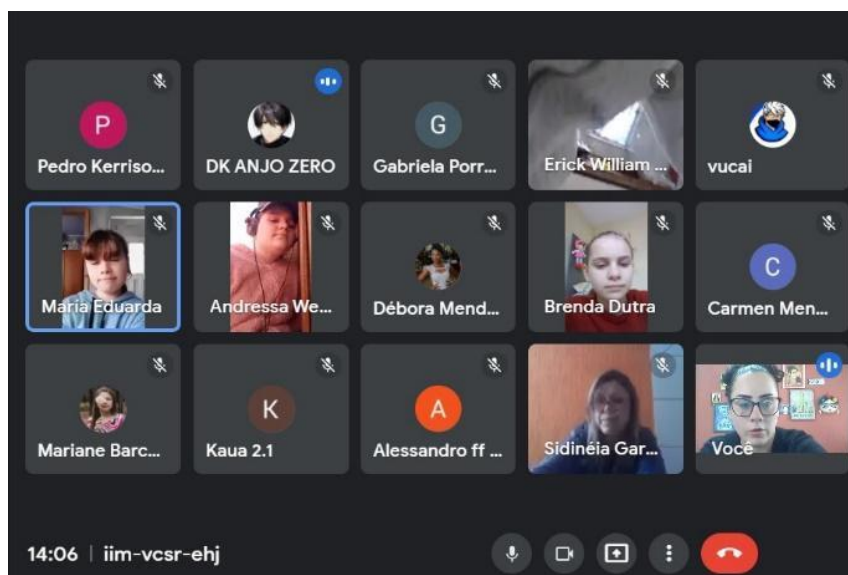 P
Pedro Kerriso...
DK ANJO ZERO
G
Gabriela Porr...
Erick William ...
vucai
Maria Eduarda
Andressa We...
Débora Mend...
Brenda Dutra
C
Carmen Men...
Mariane Barc...
K
Kaua 2.1
A
Alessandro ff ...
Sidinéia Gar...
Você
14:06 | iim-vcsr-ehj